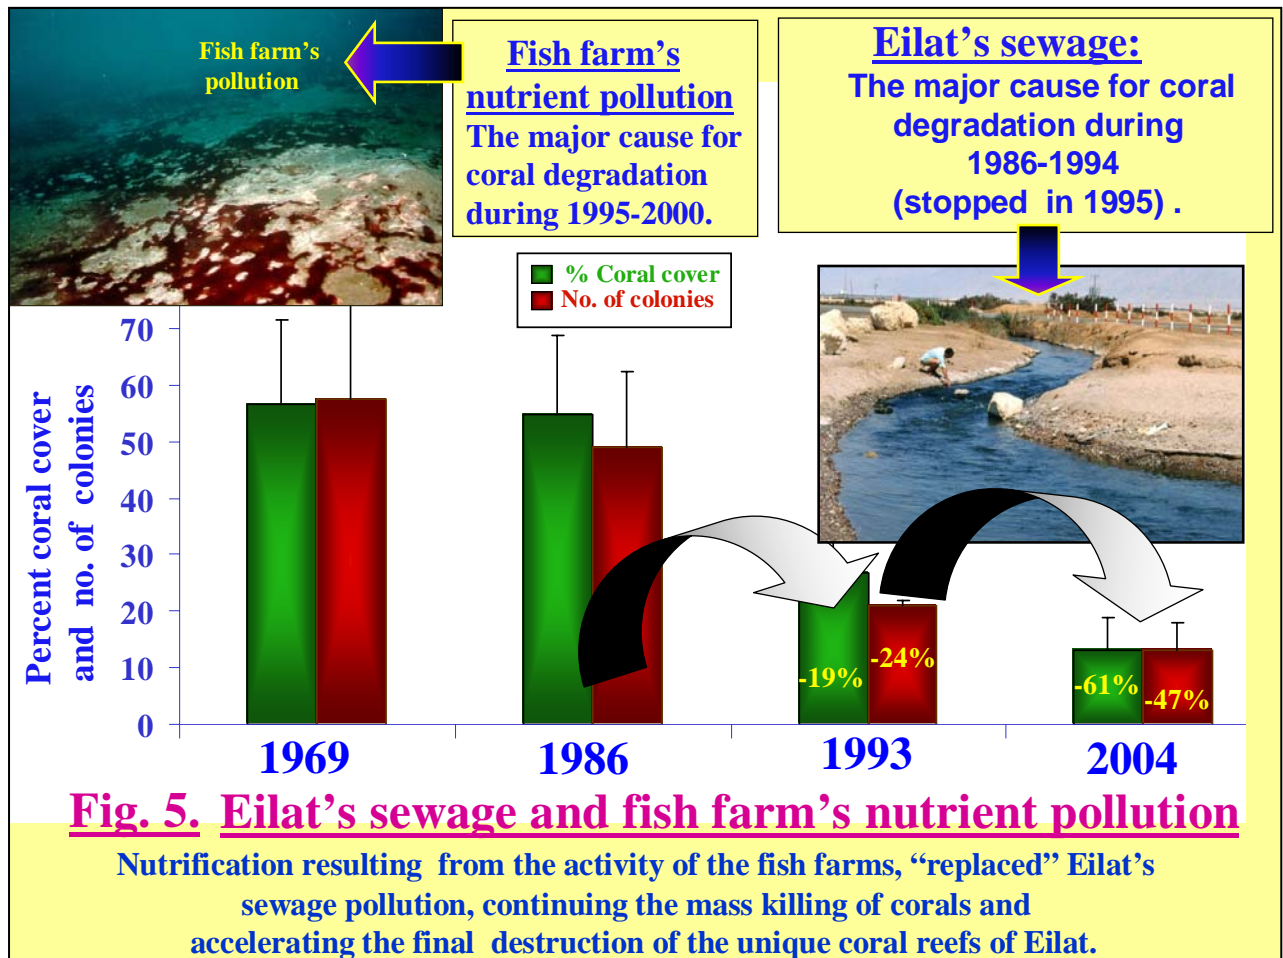 Fish farm's
pollution
Fish farm's
nutrient pollution
The major cause for
coral degradation
during 1995-2000.
Eilat's sewage:
The major cause for coral
degradation during
1986-1994
(stopped in 1995) .
% Coral cover
No. of colonies
Percent coral cover
and no. of colonies
70
60
50
40
30
20
10
0
-19%
-24%
-61%
-47%
1969
1986
1993
2004
Fig. 5. Eilat's sewage and fish farm's nutrient pollution
Nutrification resulting from the activity of the fish farms, “replaced” Eilat's
sewage pollution, continuing the mass killing of corals and
accelerating the final destruction of the unique coral reefs of Eilat.